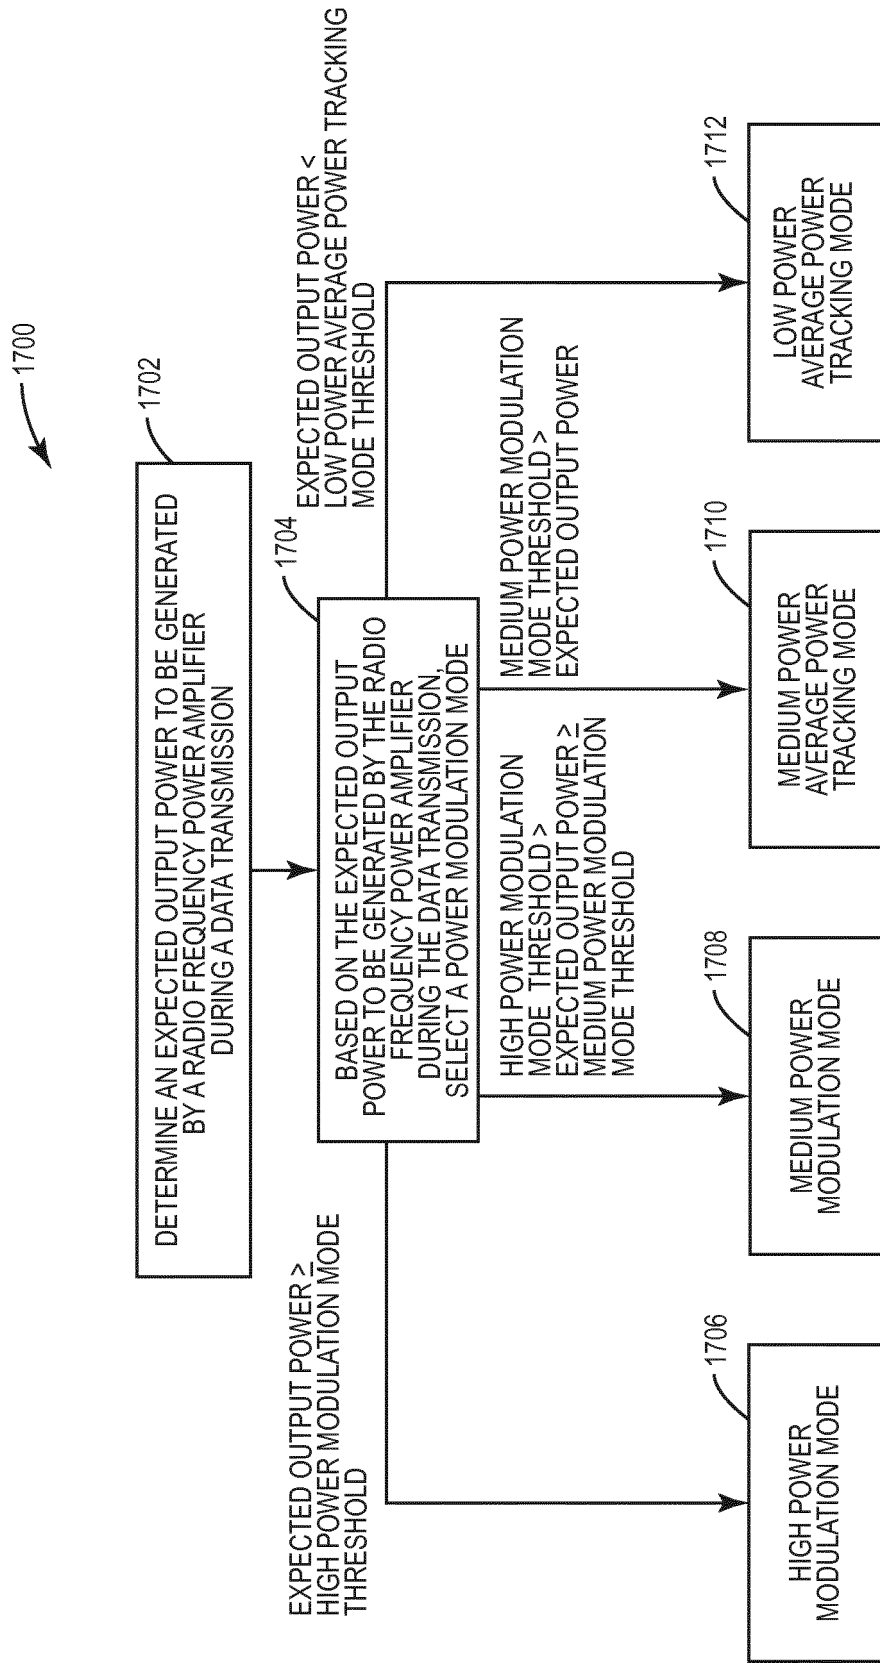 1700
1702
DETERMINE AN EXPECTED OUTPUT POWER TO BE GENERATED
BY A RADIO FREQUENCY POWER AMPLIFIER
DURING A DATA TRANSMISSION
1704
BASED ON THE EXPECTED OUTPUT
POWER TO BE GENERATED BY THE RADIO
FREQUENCY POWER AMPLIFIER
DURING THE DATA TRANSMISSION,
SELECT A POWER MODULATION MODE
EXPECTED OUTPUT POWER ≥
HIGH POWER MODULATION MODE
THRESHOLD
HIGH POWER MODULATION
MODE THRESHOLD >
EXPECTED OUTPUT POWER ≥
MEDIUM POWER MODULATION
MODE THRESHOLD
MEDIUM POWER MODULATION
MODE THRESHOLD >
EXPECTED OUTPUT POWER
EXPECTED OUTPUT POWER <
LOW POWER AVERAGE POWER TRACKING
MODE THRESHOLD
1706
HIGH POWER
MODULATION MODE
1708
MEDIUM POWER
MODULATION MODE
1710
MEDIUM POWER
AVERAGE POWER
TRACKING MODE
1712
LOW POWER
AVERAGE POWER
TRACKING MODE